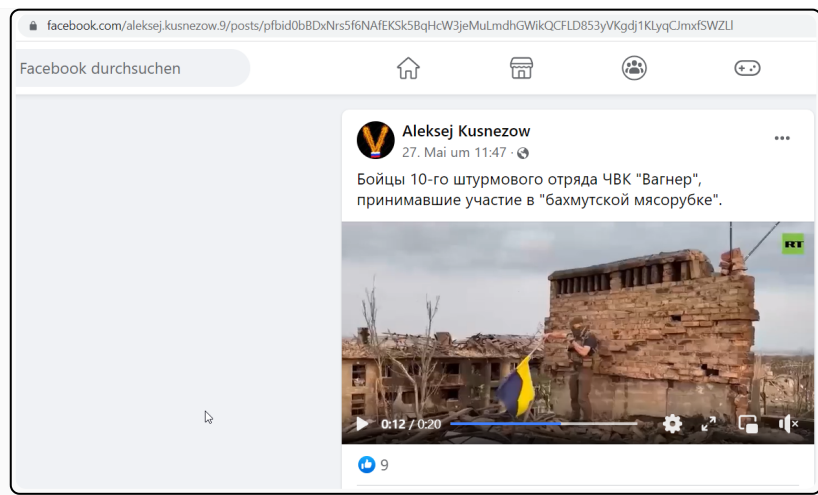 facebook.com/aleksej.kusnezow.9/posts/pfbid0bBDxNrs5f6NAfEKSk5BqHcW3jeMuLmdhGWikQCFLD853yVKgdj1KLyqCJmxfSWZLl
Facebook durchsuchen
Aleksej Kusnezow
27. Mai um 11:47 ·
Бойцы 10-го штурмового отряда ЧВК "Вагнер",
принимавшие участие в "бахмутской мясорубке".
RT
0:12 / 0:20
9